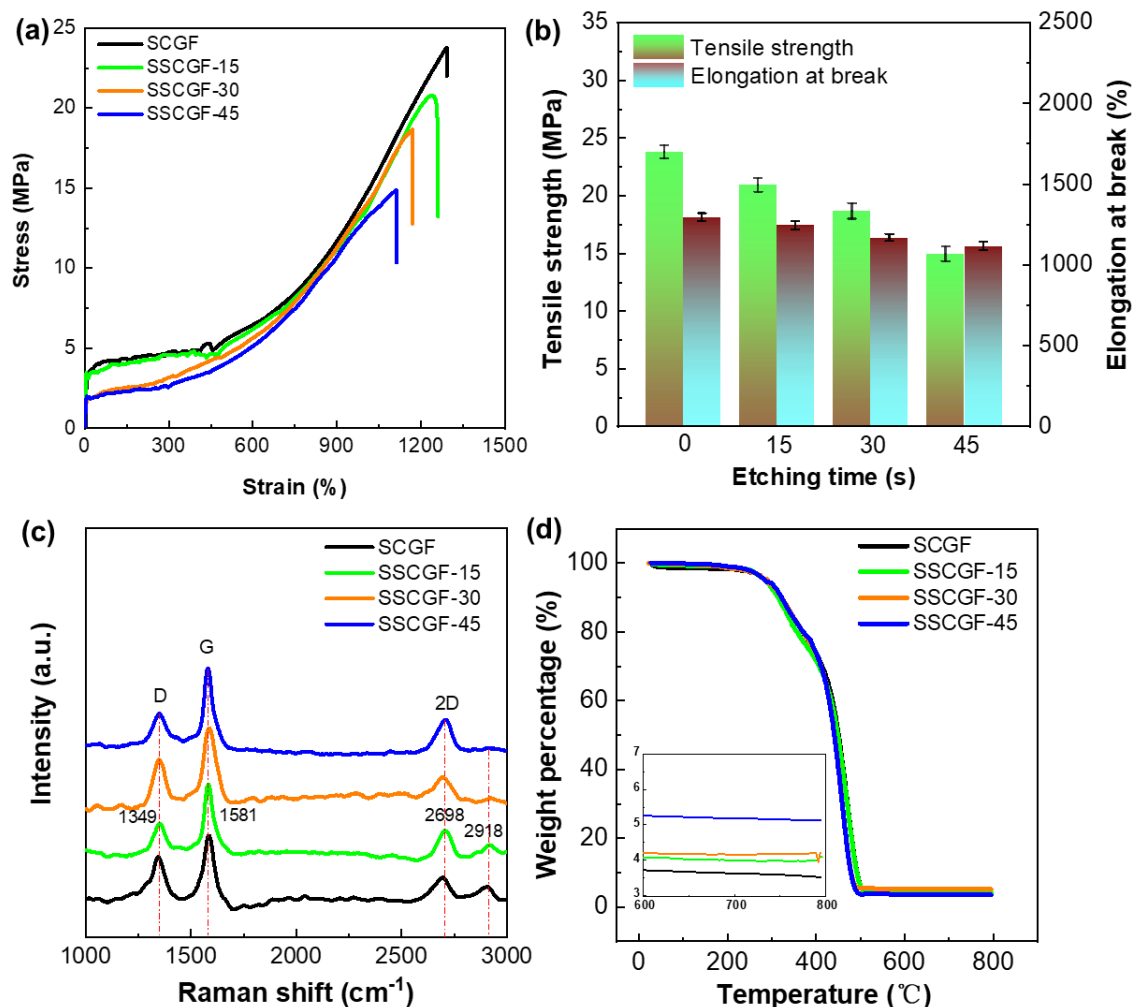 (a)
SCGF
SSCGF-15
SSCGF-30
SSCGF-45
25
20
15
10
5
0
Stress (MPa)
0 300 600 900 1200 1500
Strain (%)
(b)
Tensile strength
Elongation at break
35
30
25
20
15
10
5
0
Tensile strength (MPa)
2500
2000
1500
1000
500
0
Elongation at break (%)
0 15 30 45
Etching time (s)
(c)
SCGF
SSCGF-15
SSCGF-30
SSCGF-45
D
G
2D
1349
1581
2698
2918
Intensity (a.u.)
1000 1500 2000 2500 3000
Raman shift (cm⁻¹)
(d)
SCGF
SSCGF-15
SSCGF-30
SSCGF-45
100
80
60
40
20
0
Weight percentage (%)
7
6
5
4
3
600 700 800
0 200 400 600 800
Temperature (℃)